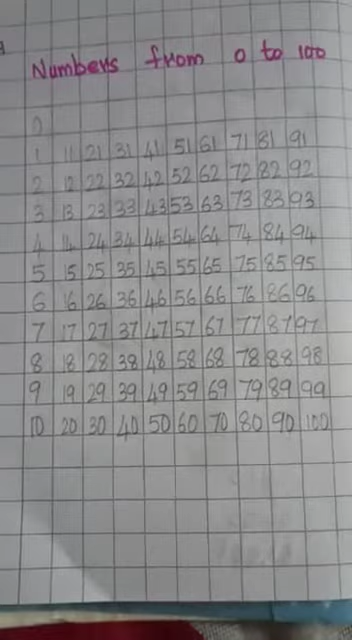 Numbers from 0 to 100
0
1 11 21 31 41 51 61 71 81 91
2 12 22 32 42 52 62 72 82 92
3 13 23 33 43 53 63 73 83 93
4 14 24 34 44 54 64 74 84 94
5 15 25 35 45 55 65 75 85 95
6 16 26 36 46 56 66 76 86 96
7 17 27 37 47 57 67 77 87 97
8 18 28 38 48 58 68 78 88 98
9 19 29 39 49 59 69 79 89 99
10 20 30 40 50 60 70 80 90 100